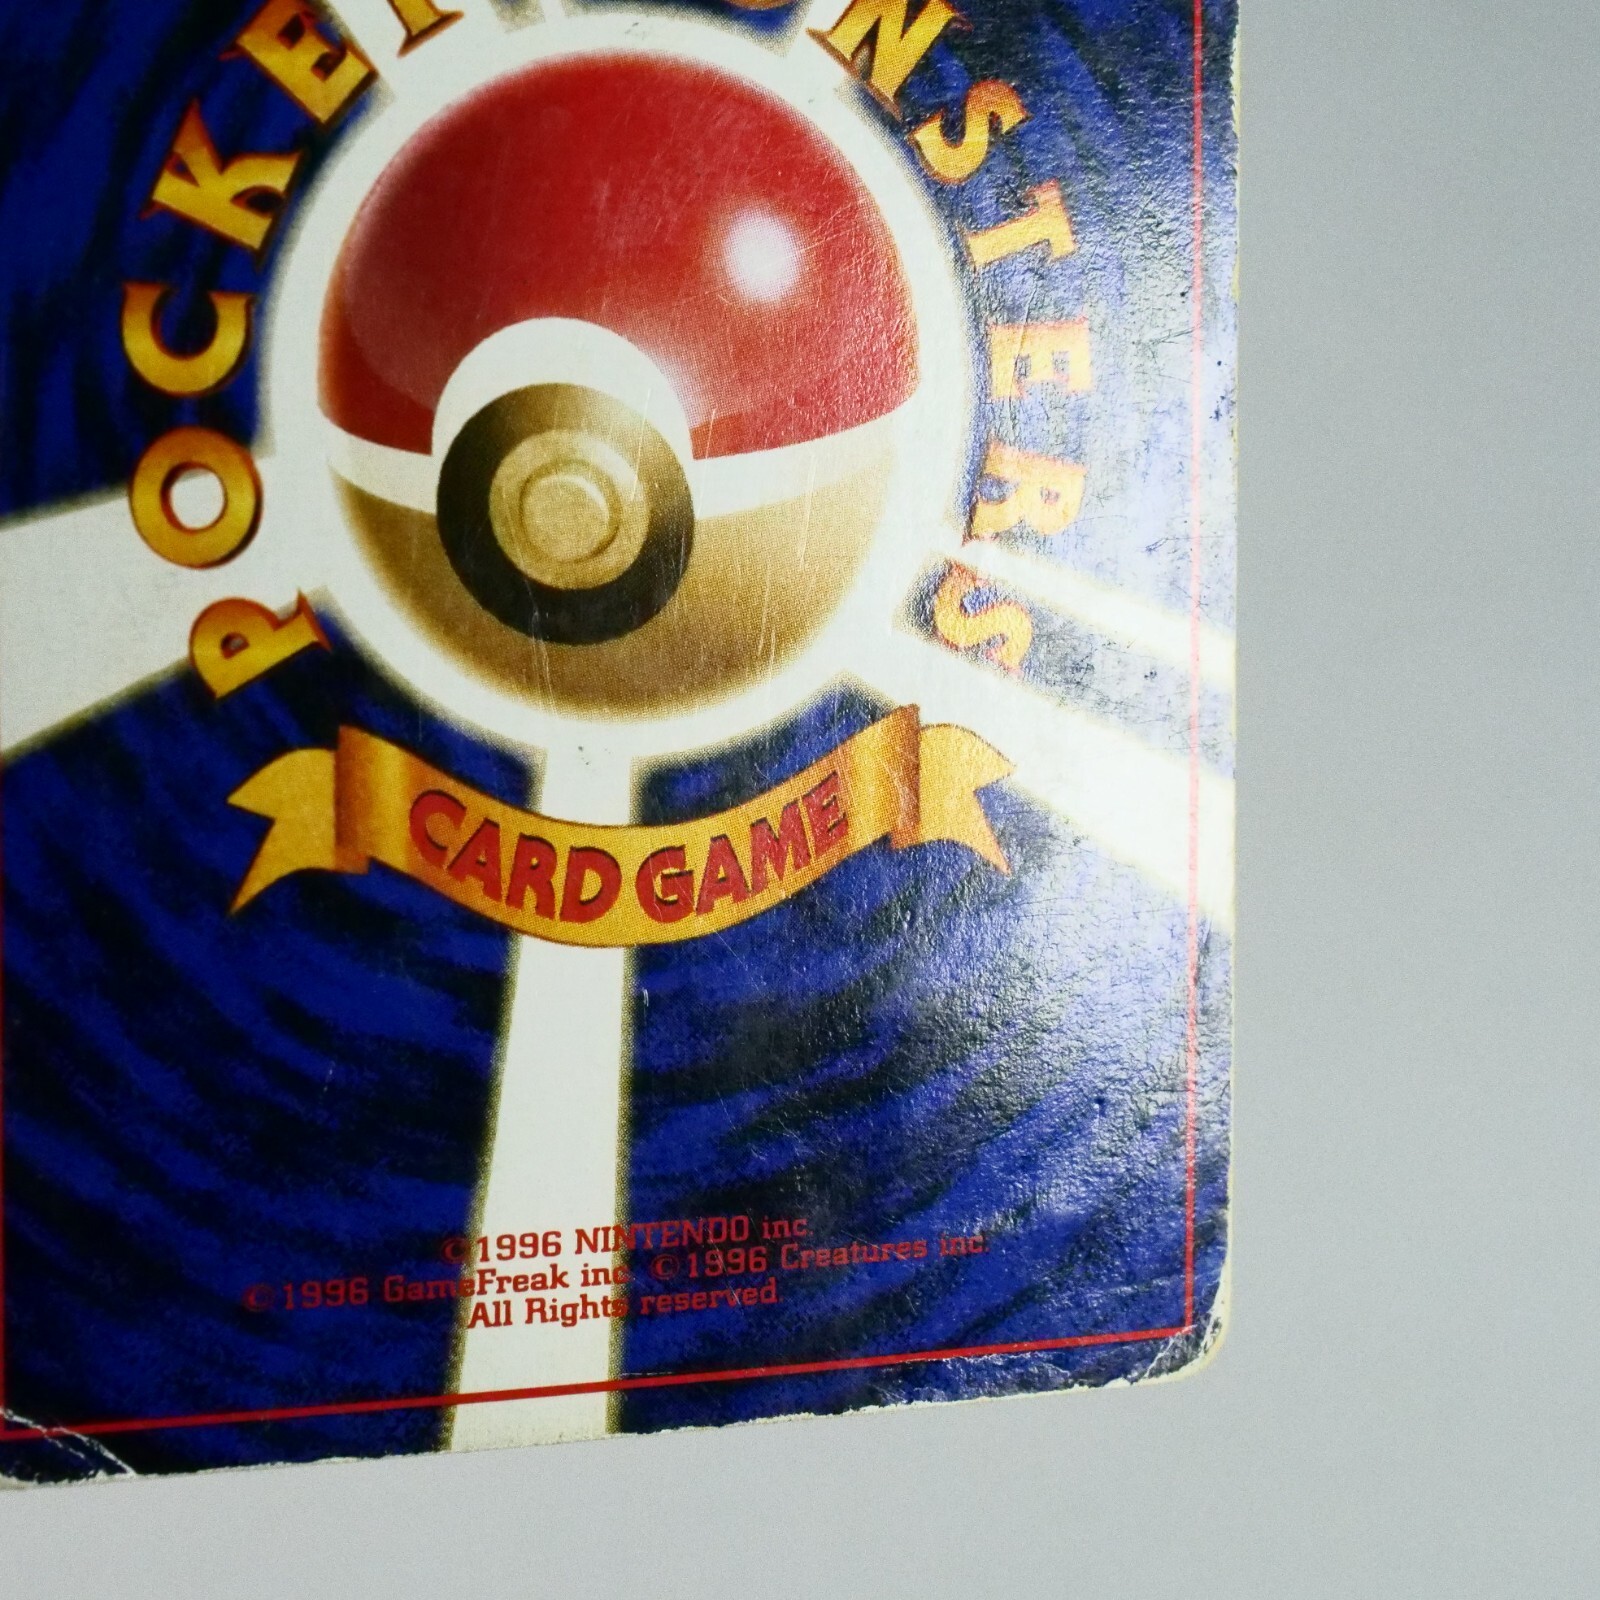 POCKET MONSTERS
CARD GAME
©1996 NINTENDO inc.
©1996 GameFreak inc. ©1996 Creatures inc.
All Rights reserved.